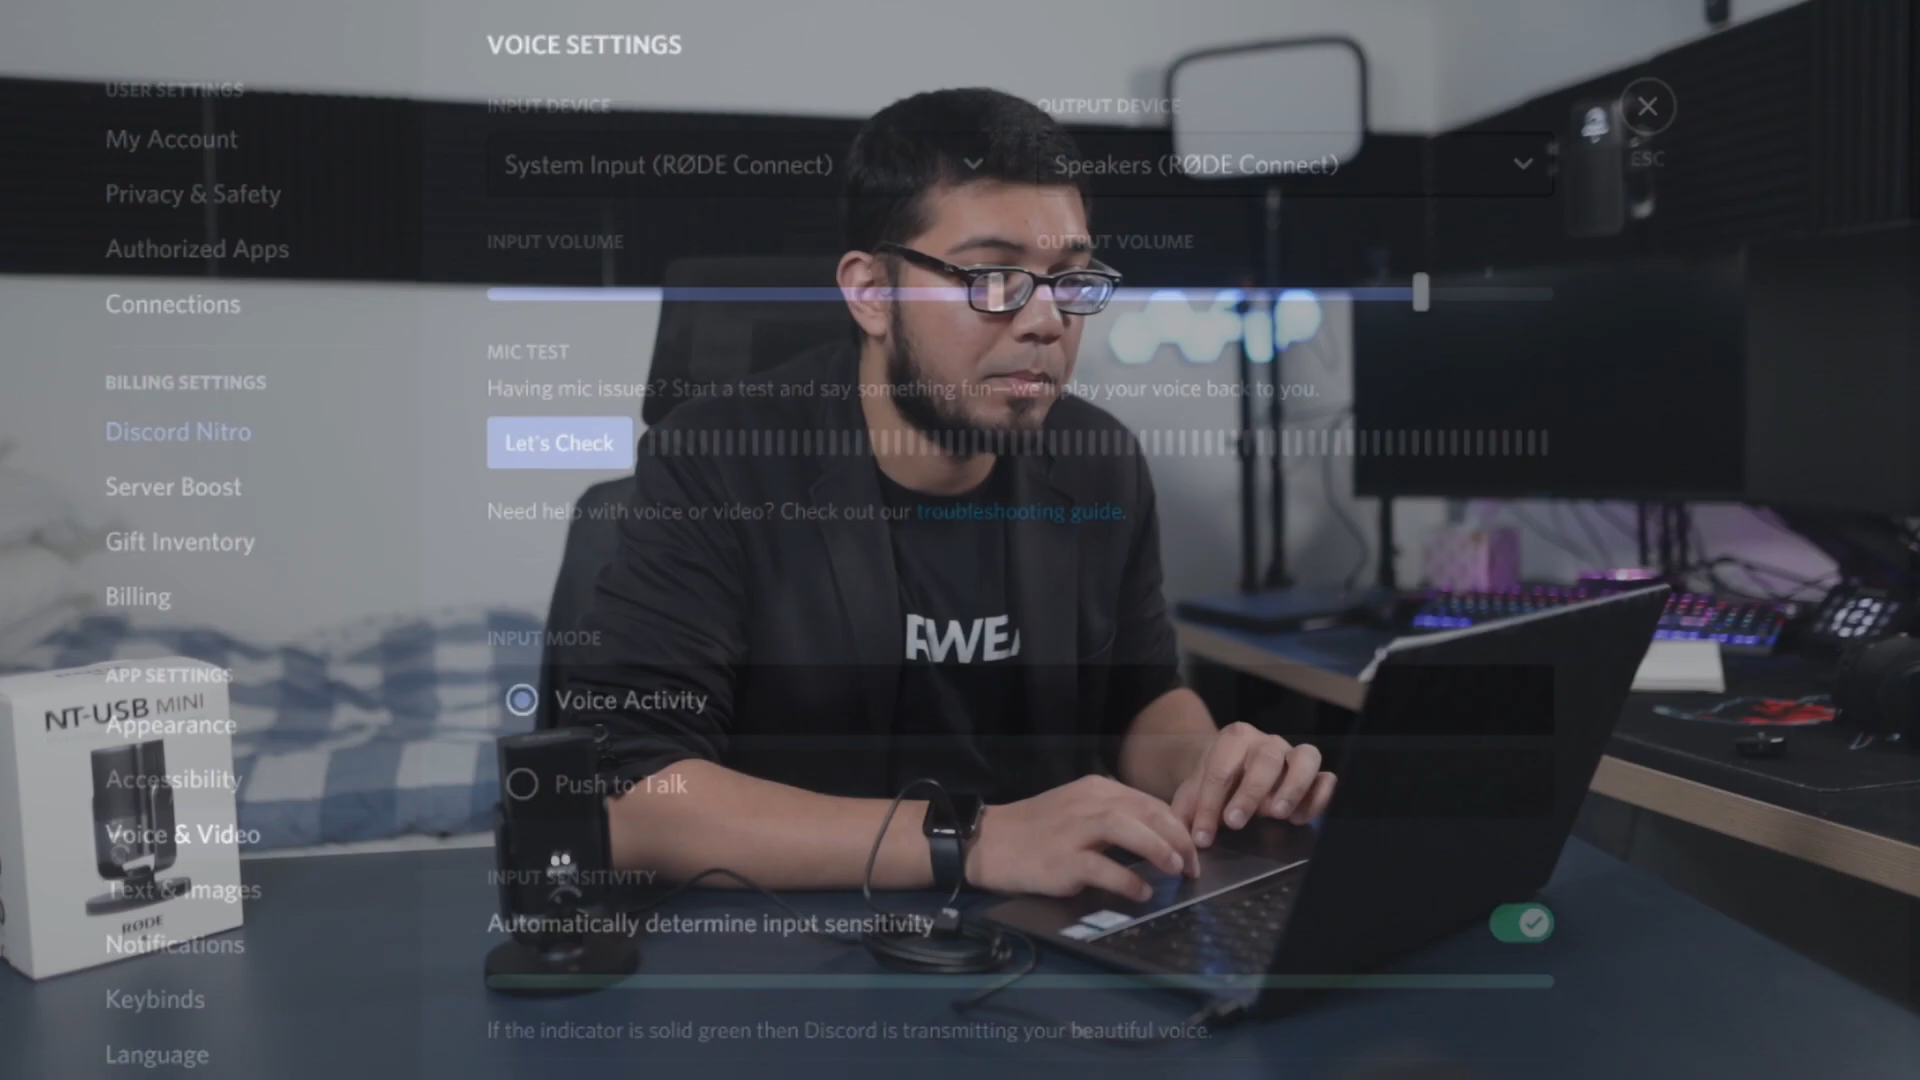 VOICE SETTINGS
USER SETTINGS
My Account
Privacy & Safety
Authorized Apps
Connections
BILLING SETTINGS
Discord Nitro
Server Boost
Gift Inventory
Billing
APP SETTINGS
Appearance
Accessibility
Voice & Video
Text & Images
Notifications
Keybinds
Language
INPUT DEVICE
System Input (RØDE Connect)
OUTPUT DEVICE
Speakers (RØDE Connect)
ESC
INPUT VOLUME
OUTPUT VOLUME
MIC TEST
Having mic issues? Start a test and say something fun—we'll play your voice back to you.
Let's Check
Need help with voice or video? Check out our troubleshooting guide.
INPUT MODE
Voice Activity
Push to Talk
INPUT SENSITIVITY
Automatically determine input sensitivity
If the indicator is solid green then Discord is transmitting your beautiful voice.
NT-USB MINI
RØDE